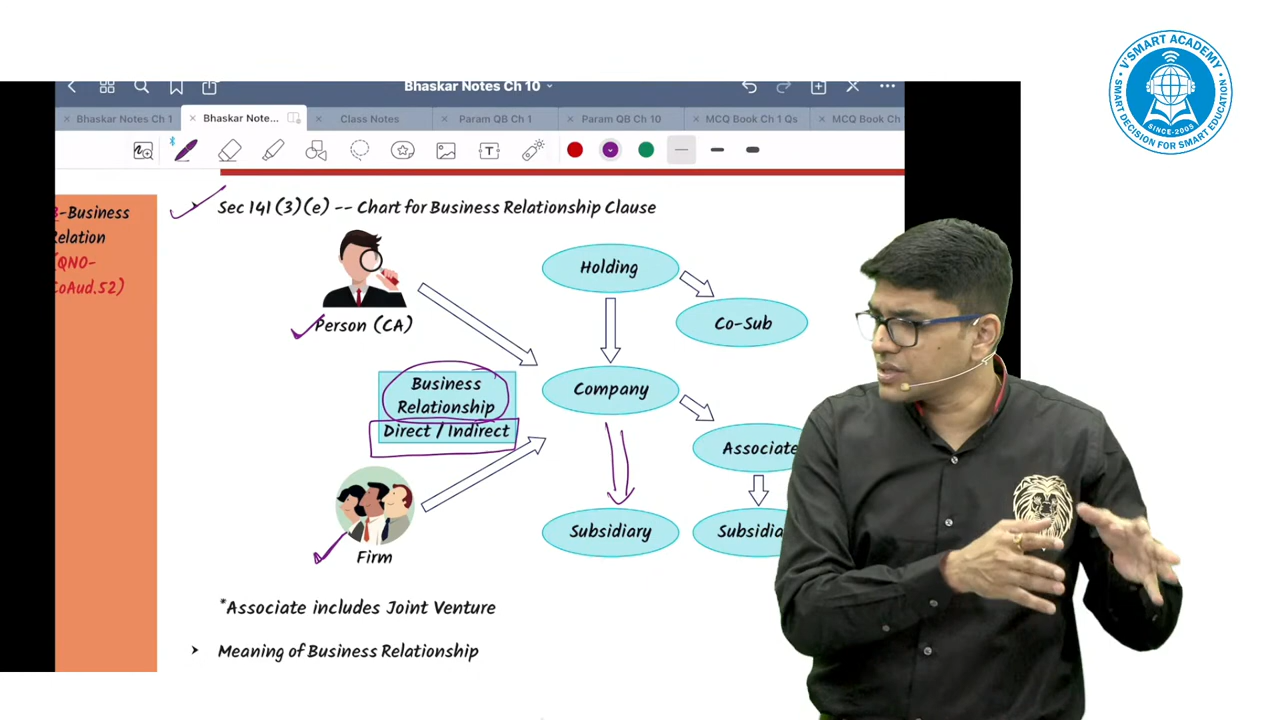 V'SMART ACADEMY
SMART DECISION FOR SMART EDUCATION
SINCE-2005
Bhaskar Notes Ch 10
Bhaskar Notes Ch 1
Bhaskar Note...
Class Notes
Param QB Ch 1
Param QB Ch 10
MCQ Book Ch 1 Qs
MCQ Book Ch
Sec 141 (3)(e) -- Chart for Business Relationship Clause
-Business
Relation
(QNO-
CoAud.52)
Holding
Co-Sub
Person (CA)
Business
Relationship
Direct / Indirect
Company
Associate
Subsidiary
Subsidia
Firm
*Associate includes Joint Venture
Meaning of Business Relationship